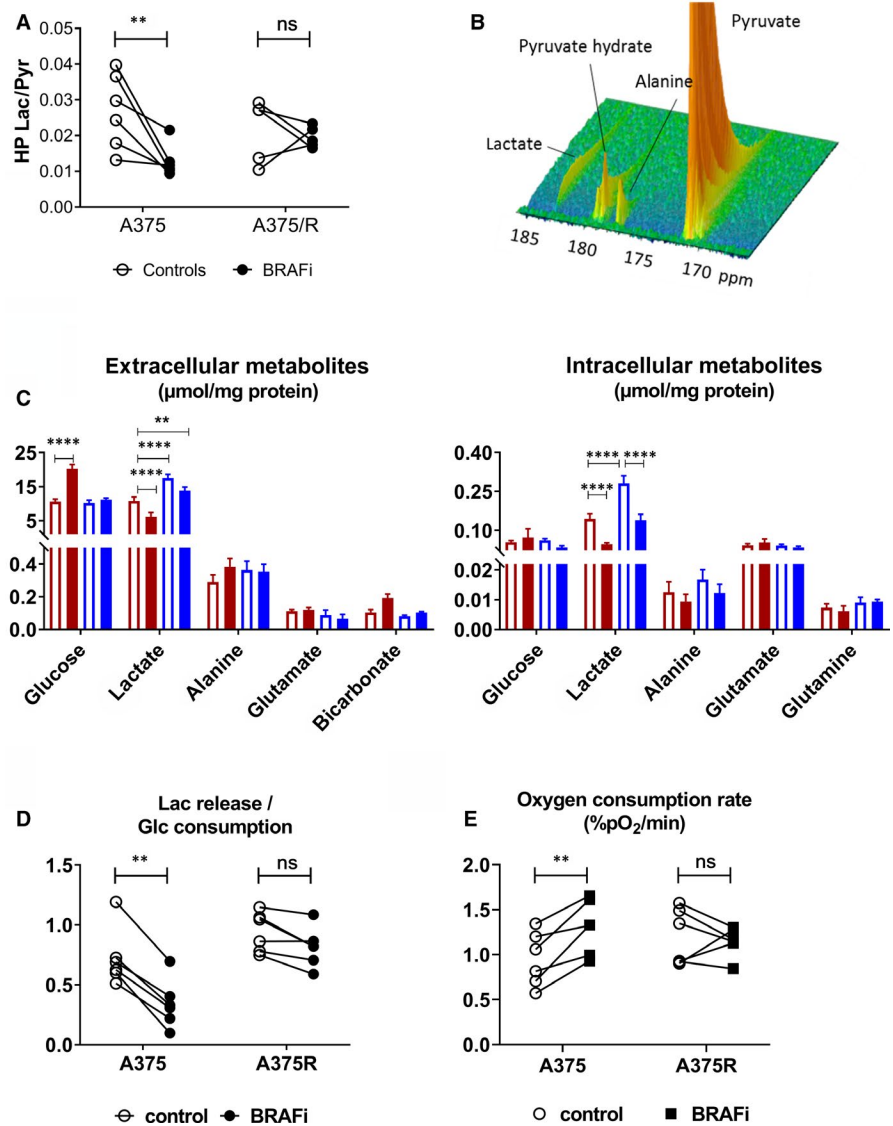 A
**
ns
0.05
0.04
0.03
0.02
0.01
0.00
HP Lac/Pyr
A375
A375/R
Controls
BRAFi
B
Pyruvate
Pyruvate hydrate
Alanine
Lactate
185
180
175
170 ppm
C
Extracellular metabolites
(µmol/mg protein)
****
**
****
****
25
15
5
0.4
0.2
0.0
Glucose
Lactate
Alanine
Glutamate
Bicarbonate
Intracellular metabolites
(µmol/mg protein)
**** ****
****
0.40
0.25
0.10
0.02
0.01
0.00
Glucose
Lactate
Alanine
Glutamate
Glutamine
D
Lac release /
Glc consumption
**
ns
1.5
1.0
0.5
0.0
A375
A375R
control
BRAFi
E
Oxygen consumption rate
(%pO₂/min)
**
ns
2.0
1.5
1.0
0.5
0.0
A375
A375R
control
BRAFi